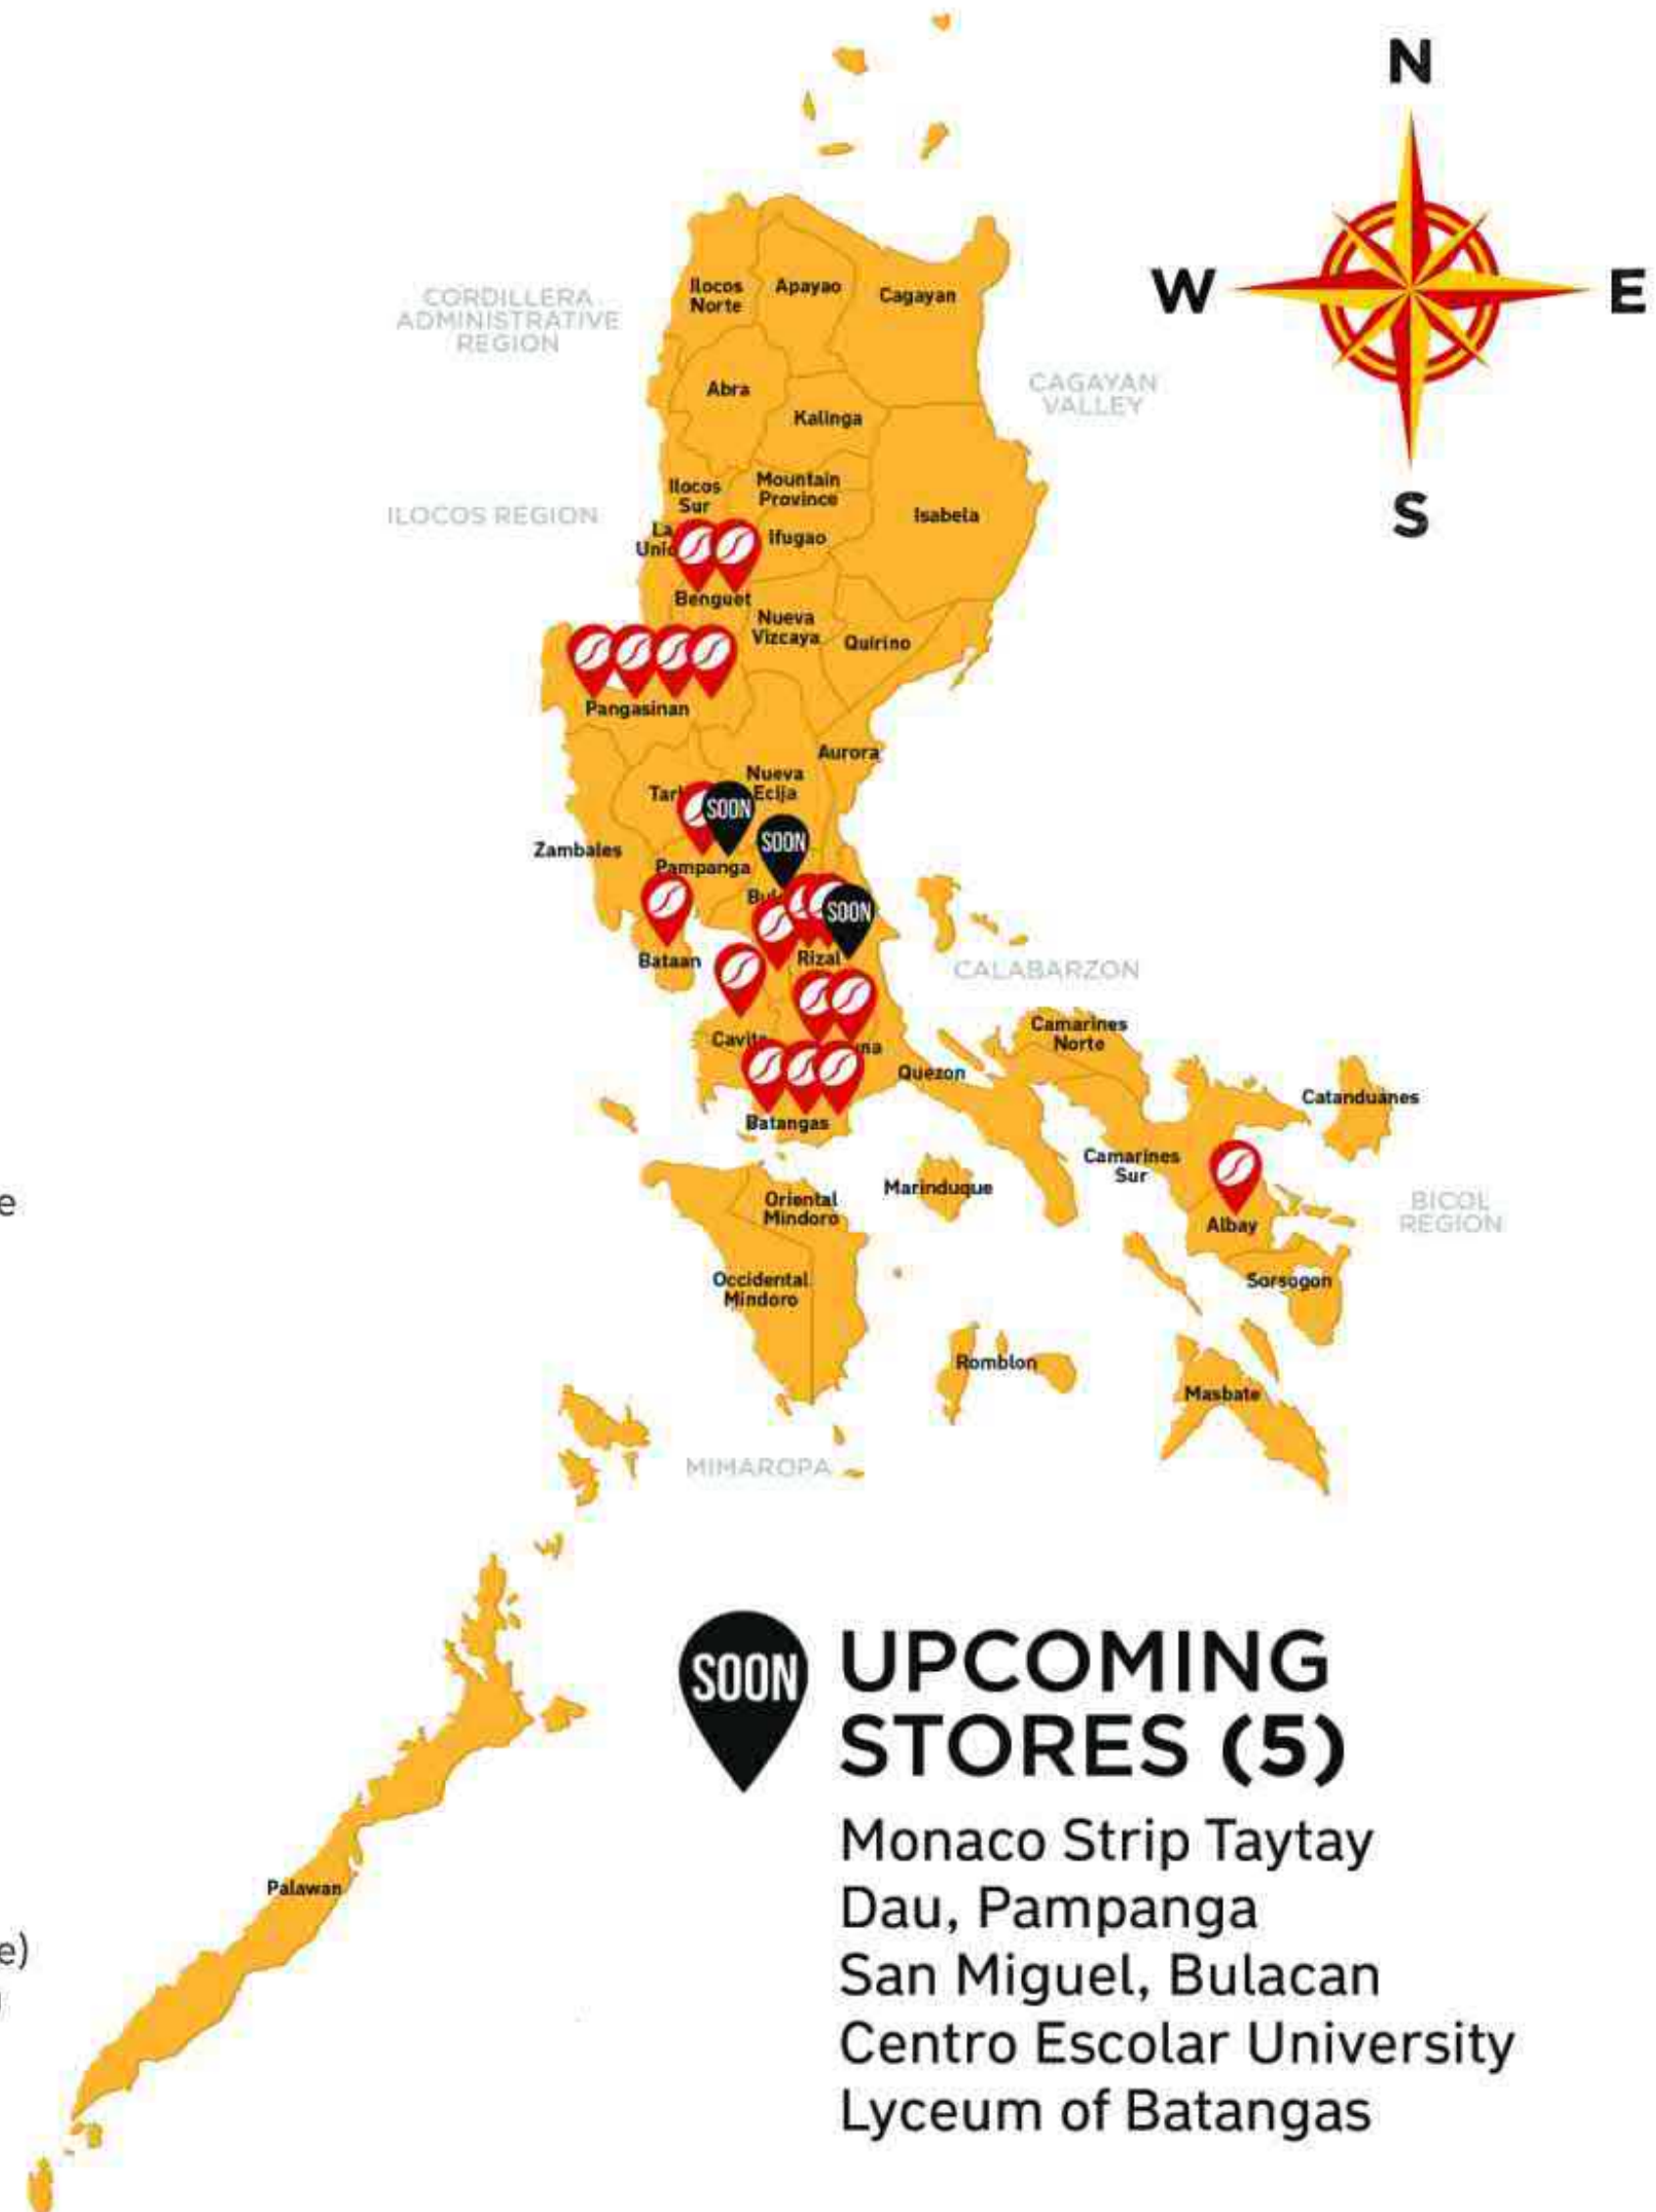 N
W
E
S
CORDILLERA
ADMINISTRATIVE
REGION
Ilocos
Norte
Apayao
Cagayan
CAGAYAN
VALLEY
Abra
Kalinga
ILOCOS REGION
Ilocos
Sur
Mountain
Province
Isabela
La
Ifugao
Benguet
Nueva
Vizcaya
Quirino
Pangasinan
Aurora
Nueva
Ecija
SOON
SOON
Zambales
Pampanga
SOON
Bataan
Rizal
CALABARZON
Camarines
Norte
Quezon
Catanduanes
Batangas
Camarines
Sur
Marinduque
Oriental
Mindoro
Albay
BICOL
REGION
Occidental
Mindoro
Sorsogon
Romblon
Masbate
MIMAROPA
Palawan
SOON
UPCOMING
STORES (5)
Monaco Strip Taytay
Dau, Pampanga
San Miguel, Bulacan
Centro Escolar University
Lyceum of Batangas